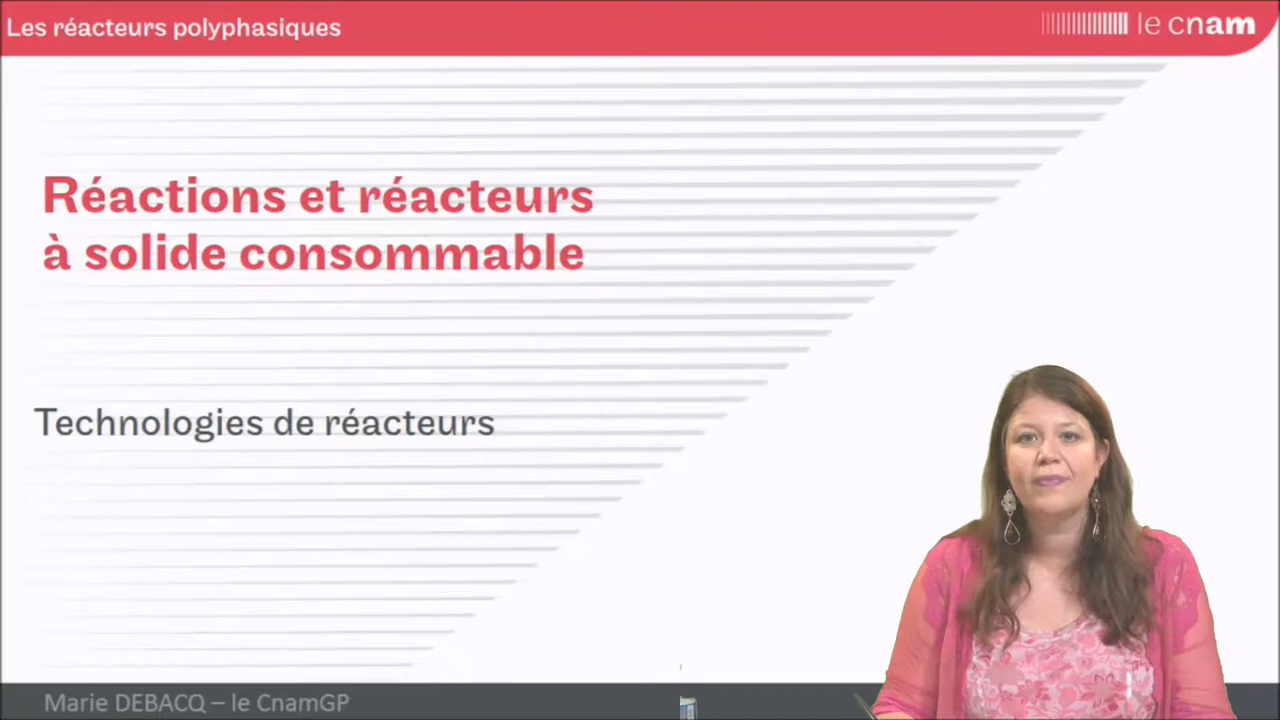 Les réacteurs polyphasiques
le cnam
Réactions et réacteurs
à solide consommable
Technologies de réacteurs
Marie DEBACQ – le CnamGP